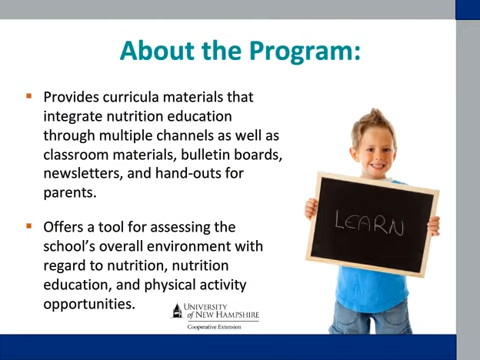 About the Program:
Provides curricula materials that
integrate nutrition education
through multiple channels as well as
classroom materials, bulletin boards,
newsletters, and hand-outs for
parents.
Offers a tool for assessing the
school's overall environment with
regard to nutrition, nutrition
education, and physical activity
opportunities.
LEARN
UNIVERSITY
of NEW HAMPSHIRE
Cooperative Extension